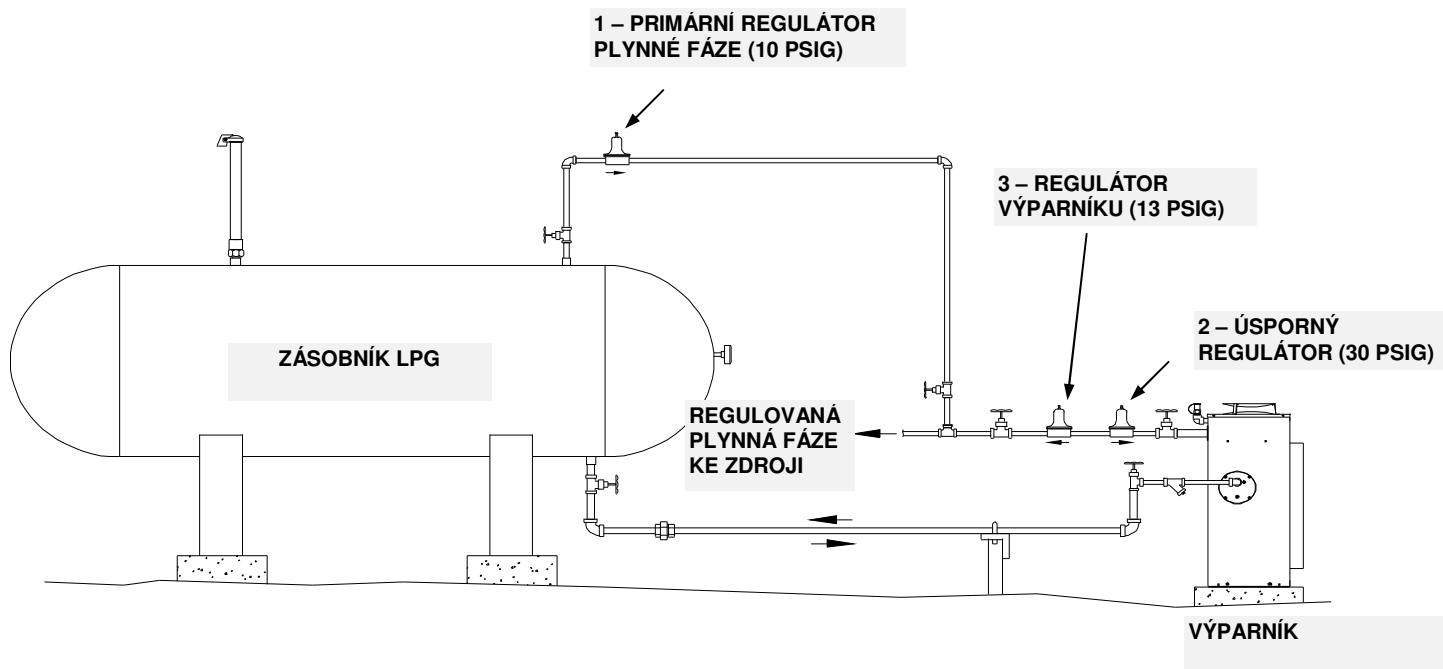 1 – PRIMÁRNÍ REGULÁTOR
PLYNNÉ FÁZE (10 PSIG)
3 – REGULÁTOR
VÝPARNÍKU (13 PSIG)
2 – ÚSPORNÝ
REGULÁTOR (30 PSIG)
ZÁSOBNÍK LPG
REGULOVANÁ
PLYNNÁ FÁZE
KE ZDROJI
VÝPARNÍK